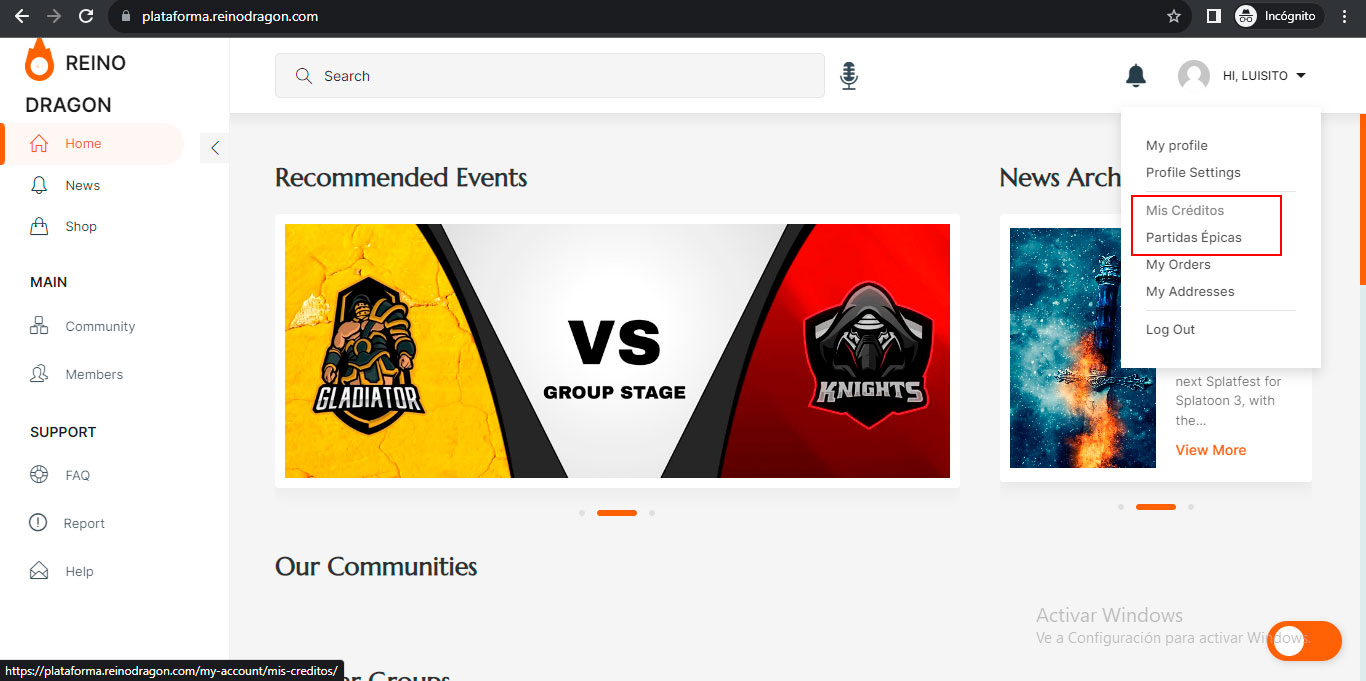 plataforma.reinodragon.com
Incógnito
REINO
DRAGON
Search
HI, LUISITO
Home
News
Shop
MAIN
Community
Members
SUPPORT
FAQ
Report
Help
Recommended Events
GLADIATOR
VS
GROUP STAGE
KNIGHTS
News Arch
My profile
Profile Settings
Mis Créditos
Partidas Épicas
My Orders
My Addresses
Log Out
next Splatfest for
Splatoon 3, with
the...
View More
Our Communities
Groups
Activar Windows
Ve a Configuración para activar Windows.
https://plataforma.reinodragon.com/my-account/mis-creditos/